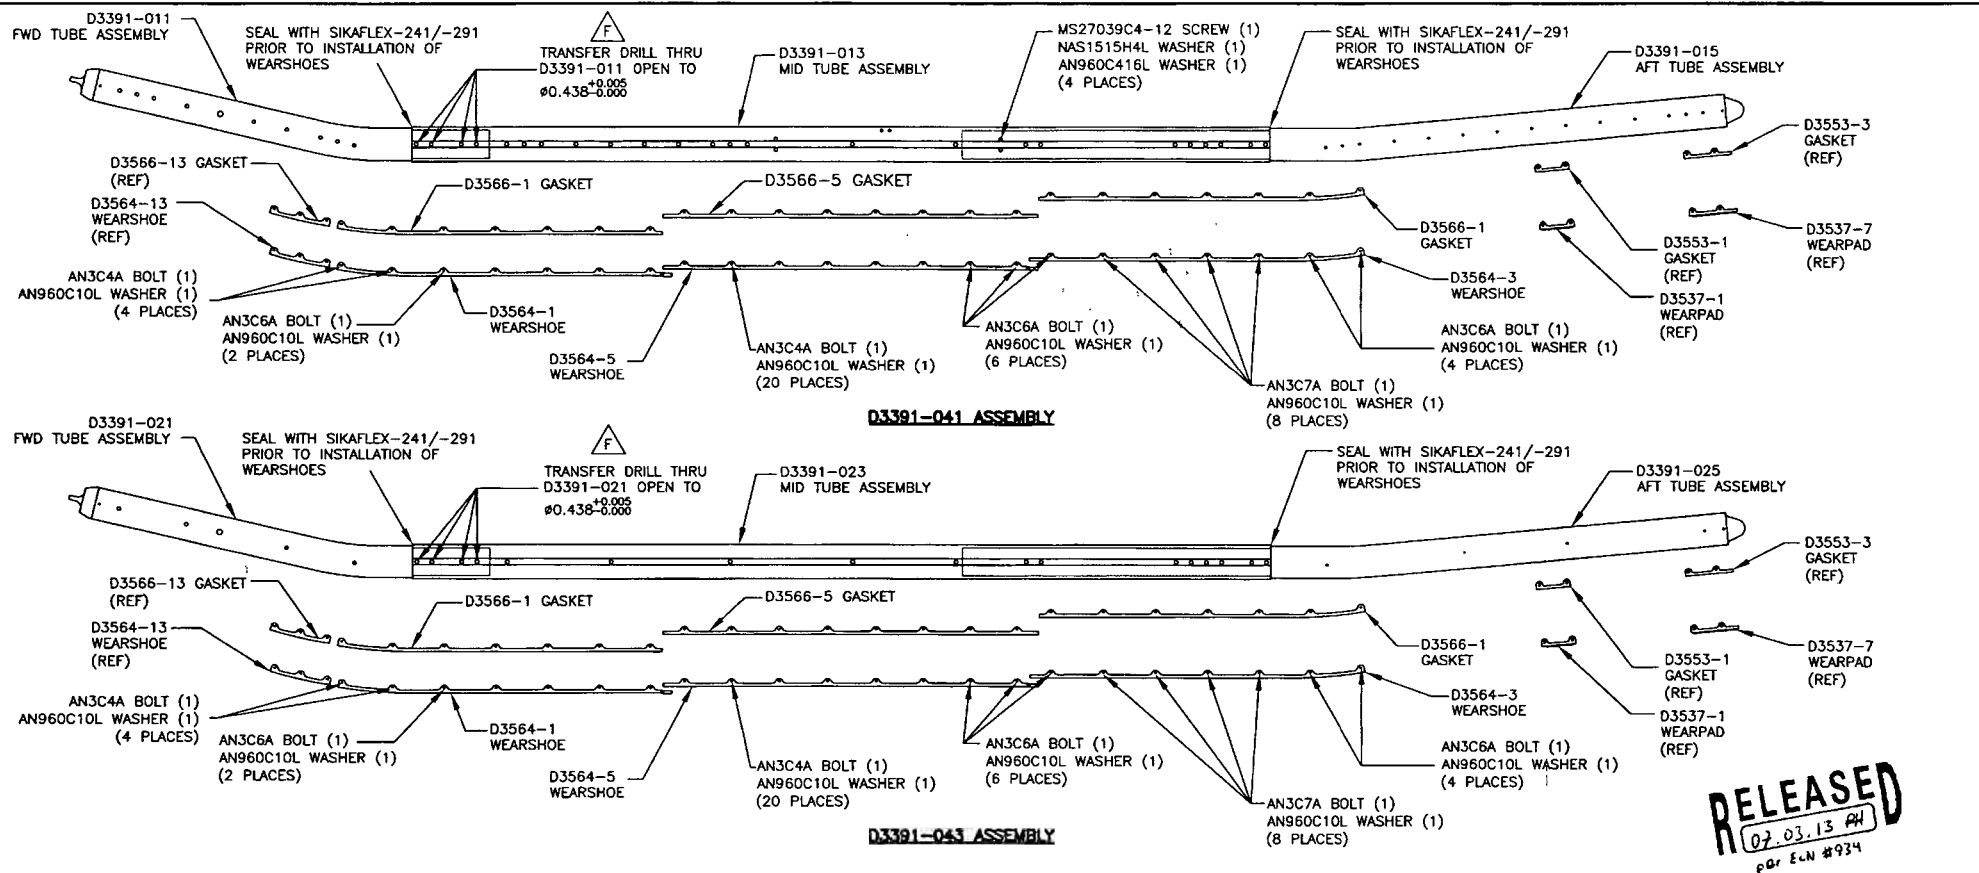 D3391-011
FWD TUBE ASSEMBLY
SEAL WITH SIKAFLEX-241/-291
PRIOR TO INSTALLATION OF
WEARSHOES
F
TRANSFER DRILL THRU
D3391-011 OPEN TO
ø0.438+0.005-0.000
D3391-013
MID TUBE ASSEMBLY
MS27039C4-12 SCREW (1)
NAS1515H4L WASHER (1)
AN960C416L WASHER (1)
(4 PLACES)
SEAL WITH SIKAFLEX-241/-291
PRIOR TO INSTALLATION OF
WEARSHOES
D3391-015
AFT TUBE ASSEMBLY
D3553-3
GASKET
(REF)
D3566-13 GASKET
(REF)
D3566-1 GASKET
D3566-5 GASKET
D3564-13
WEARSHOE
(REF)
D3566-1
GASKET
D3553-1
GASKET
(REF)
D3537-7
WEARPAD
(REF)
AN3C4A BOLT (1)
AN960C10L WASHER (1)
(4 PLACES)
D3564-3
WEARSHOE
D3537-1
WEARPAD
(REF)
AN3C6A BOLT (1)
AN960C10L WASHER (1)
(2 PLACES)
D3564-1
WEARSHOE
D3564-5
WEARSHOE
AN3C4A BOLT (1)
AN960C10L WASHER (1)
(20 PLACES)
AN3C6A BOLT (1)
AN960C10L WASHER (1)
(6 PLACES)
AN3C6A BOLT (1)
AN960C10L WASHER (1)
(4 PLACES)
AN3C7A BOLT (1)
AN960C10L WASHER (1)
(8 PLACES)
D3391-041 ASSEMBLY
D3391-021
FWD TUBE ASSEMBLY
SEAL WITH SIKAFLEX-241/-291
PRIOR TO INSTALLATION OF
WEARSHOES
F
TRANSFER DRILL THRU
D3391-021 OPEN TO
ø0.438+0.005-0.000
D3391-023
MID TUBE ASSEMBLY
SEAL WITH SIKAFLEX-241/-291
PRIOR TO INSTALLATION OF
WEARSHOES
D3391-025
AFT TUBE ASSEMBLY
D3553-3
GASKET
(REF)
D3566-13 GASKET
(REF)
D3566-1 GASKET
D3566-5 GASKET
D3564-13
WEARSHOE
(REF)
D3566-1
GASKET
D3553-1
GASKET
(REF)
D3537-7
WEARPAD
(REF)
AN3C4A BOLT (1)
AN960C10L WASHER (1)
(4 PLACES)
D3564-3
WEARSHOE
D3537-1
WEARPAD
(REF)
AN3C6A BOLT (1)
AN960C10L WASHER (1)
(2 PLACES)
D3564-1
WEARSHOE
D3564-5
WEARSHOE
AN3C4A BOLT (1)
AN960C10L WASHER (1)
(20 PLACES)
AN3C6A BOLT (1)
AN960C10L WASHER (1)
(6 PLACES)
AN3C6A BOLT (1)
AN960C10L WASHER (1)
(4 PLACES)
AN3C7A BOLT (1)
AN960C10L WASHER (1)
(8 PLACES)
D3391-043 ASSEMBLY
RELEASED
07.03.13 PH
per ECN #934